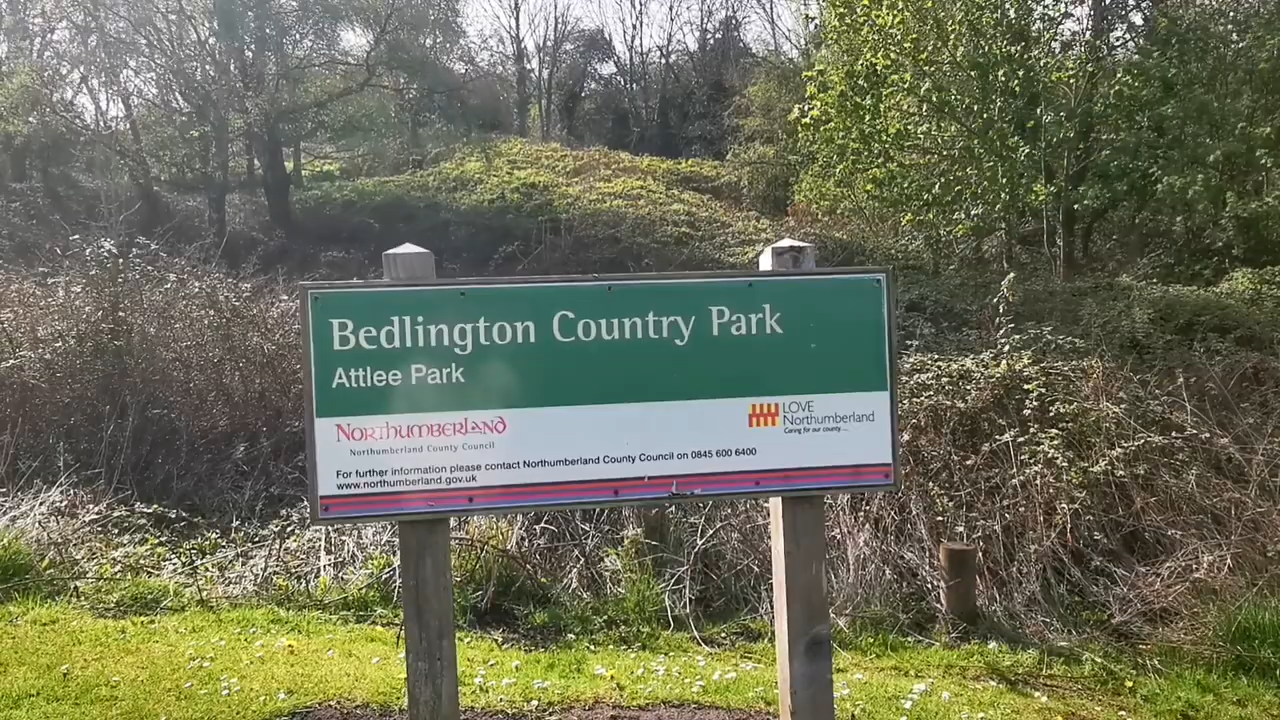 Bedlington Country Park
Attlee Park
Northumberland
Northumberland County Council
LOVE
Northumberland
Caring for our county....
For further information please contact Northumberland County Council on 0845 600 6400
www.northumberland.gov.uk